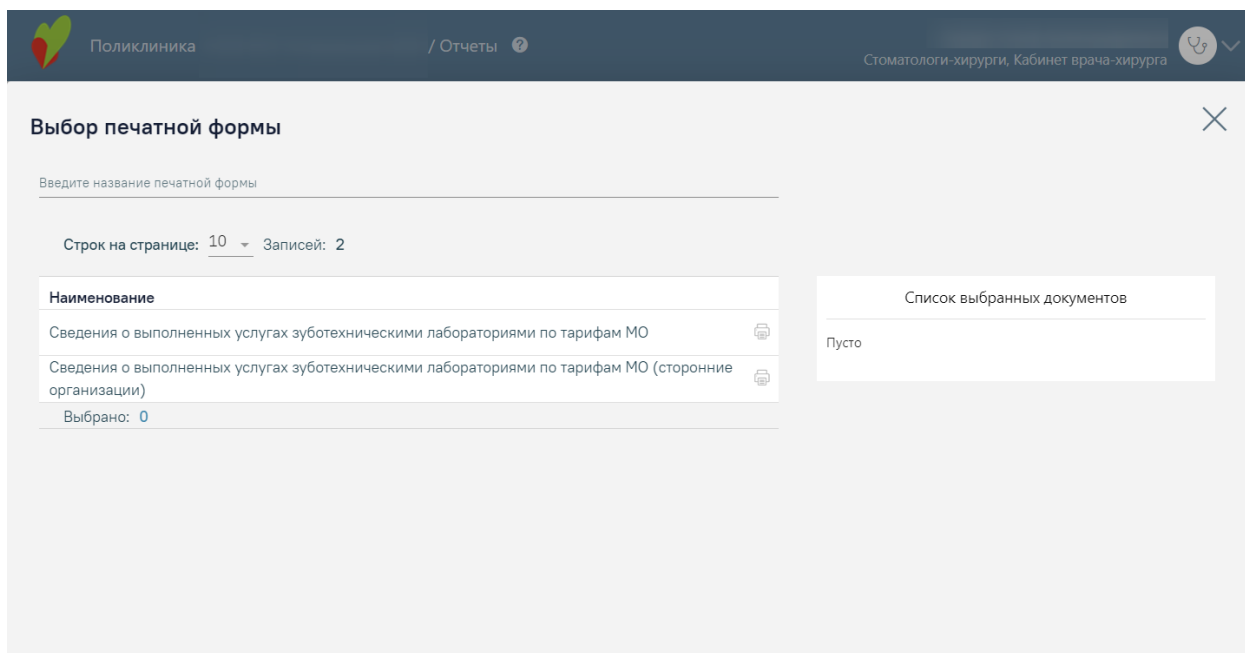 Поликлиника / Отчеты ?
Стоматологи-хирурги, Кабинет врача-хирурга
Выбор печатной формы
Введите название печатной формы
Строк на странице: 10 Записей: 2
Наименование
Сведения о выполненных услугах зуботехническими лабораториями по тарифам МО
Сведения о выполненных услугах зуботехническими лабораториями по тарифам МО (сторонние
организации)
Выбрано: 0
Список выбранных документов
Пусто